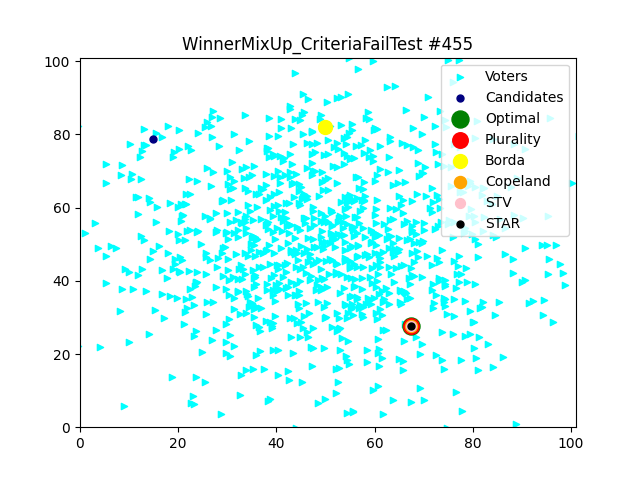 WinnerMixUp_CriteriaFailTest #455
100
80
60
40
20
0
0
20
40
60
80
100
Voters
Candidates
Optimal
Plurality
Borda
Copeland
STV
STAR